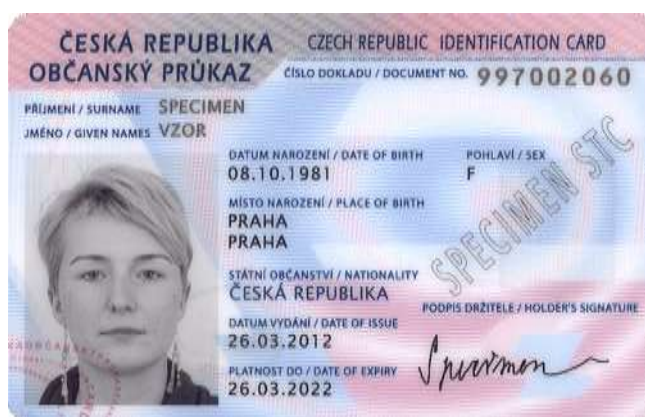 ČESKÁ REPUBLIKA CZECH REPUBLIC IDENTIFICATION CARD
OBČANSKÝ PRŮKAZ ČÍSLO DOKLADU / DOCUMENT NO. 997002060
PŘÍJMENÍ / SURNAME SPECIMEN
JMÉNO / GIVEN NAMES VZOR
DATUM NAROZENÍ / DATE OF BIRTH POHLAVÍ / SEX
08.10.1981 F
MÍSTO NAROZENÍ / PLACE OF BIRTH
PRAHA
PRAHA
SPECIMEN STC
STÁTNÍ OBČANSTVÍ / NATIONALITY
ČESKÁ REPUBLIKA
PODPIS DRŽITELE / HOLDER'S SIGNATURE
DATUM VYDÁNÍ / DATE OF ISSUE
26.03.2012
Specimen
PLATNOST DO / DATE OF EXPIRY
26.03.2022